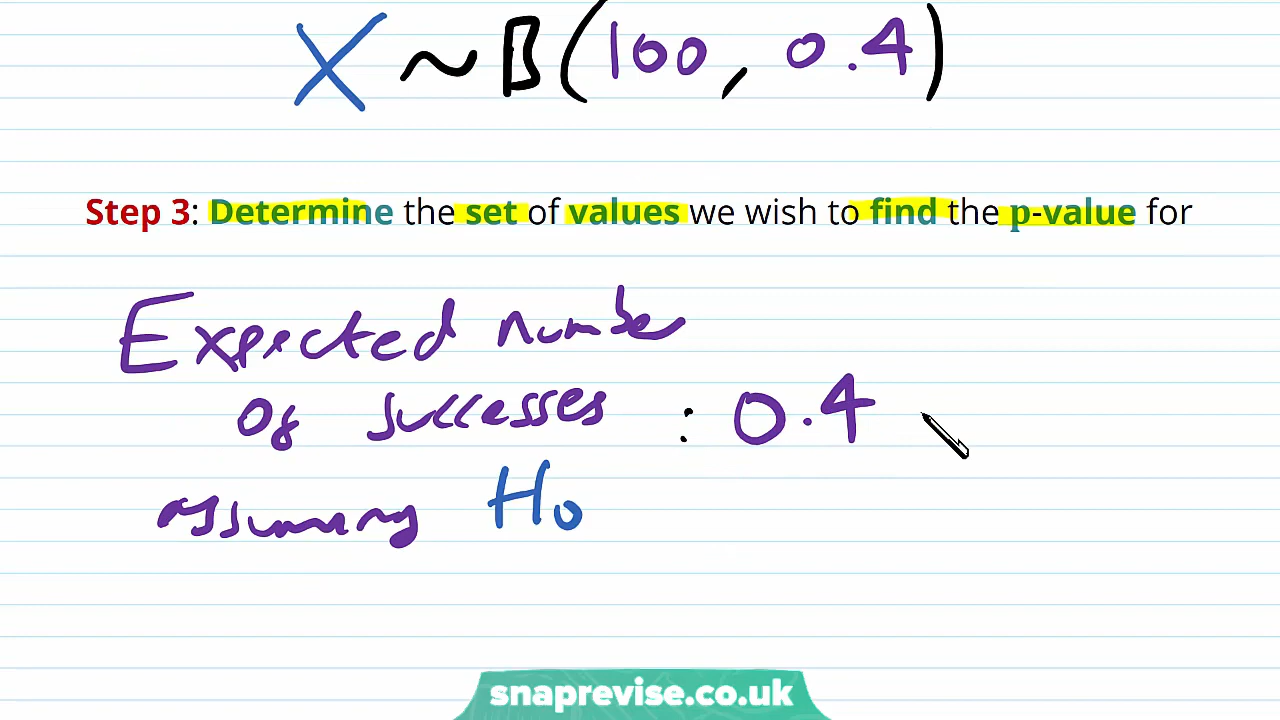 X ~ B(100, 0.4)
Step 3: Determine the set of values we wish to find the p-value for
Expected number
of successes : 0.4
assuming H₀
snaprevise.co.uk